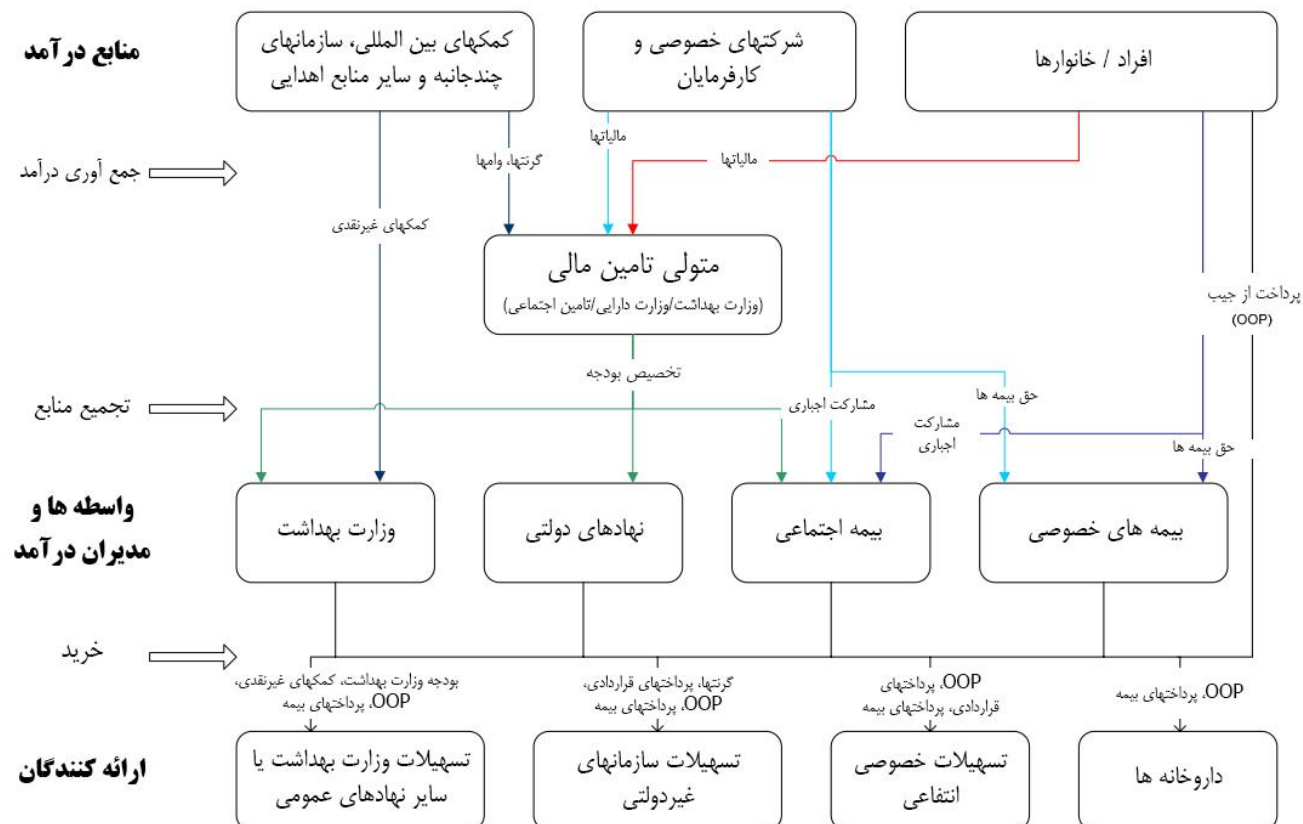 منابع درآمد
افراد / خانوارها
شرکتهای خصوصی و
کارفرمایان
کمکهای بین المللی، سازمانهای
چندجانبه و سایر منابع اهدایی
جمع آوری درآمد
مالیاتها
مالیاتها
گرنتها، وامها
کمکهای غیرنقدی
متولی تامین مالی
(وزارت بهداشت/وزارت دارایی/تامین اجتماعی)
پرداخت از جیب
(OOP)
تخصیص بودجه
تجمیع منابع
حق بیمه ها
مشارکت اجباری
مشارکت
اجباری
حق بیمه ها
واسطه ها و
مدیران درآمد
بیمه های خصوصی
بیمه اجتماعی
نهادهای دولتی
وزارت بهداشت
خرید
OOP، پرداختهای بیمه
OOP، پرداختهای
قراردادی، پرداختهای بیمه
گرنتها، پرداختهای قراردادی،
OOP، پرداختهای بیمه
بودجه وزارت بهداشت، کمکهای غیرنقدی،
OOP، پرداختهای بیمه
ارائه کنندگان
داروخانه ها
تسهیلات خصوصی
انتفاعی
تسهیلات سازمانهای
غیردولتی
تسهیلات وزارت بهداشت یا
سایر نهادهای عمومی